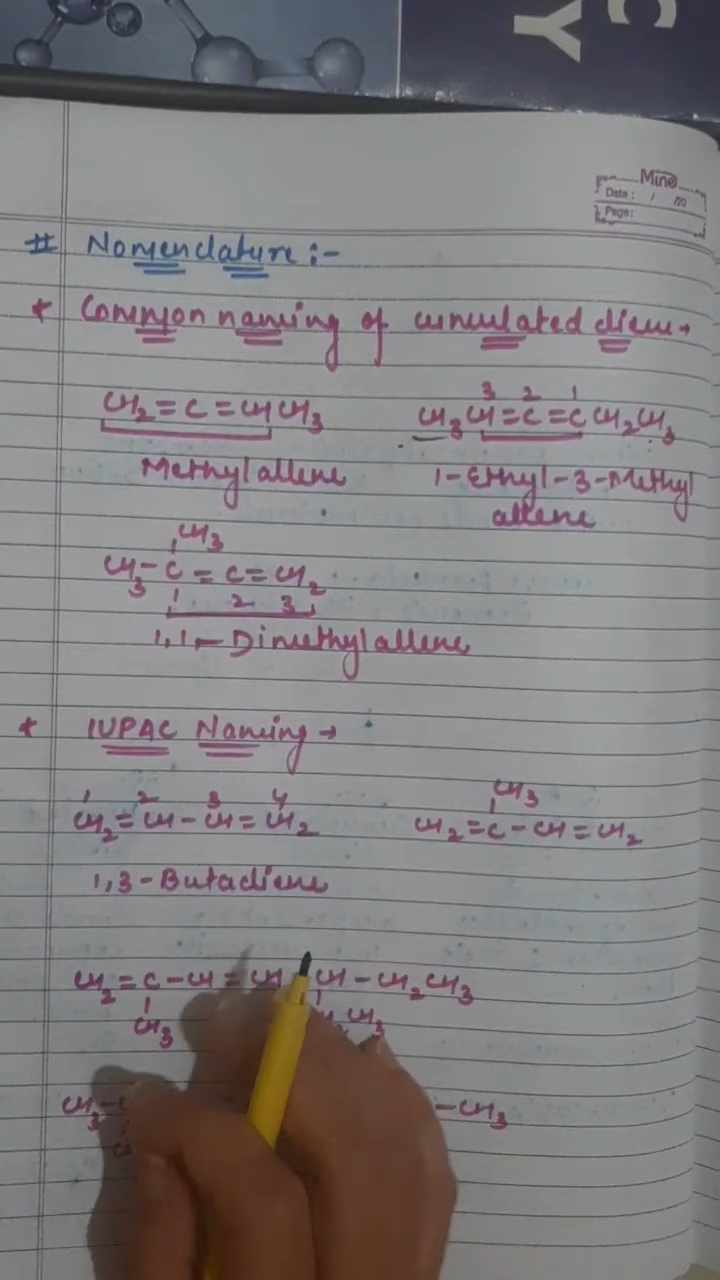 C
Y
Mine
Date : / /20
Page:
# Nomenclature :-
* Common naming of cumulated diene →
CH₂ = C = CH CH₃
Methyl allene
3 2 1
CH₃ CH = C = C CH₂ CH₃
1-Ethyl-3-Methyl
allene
CH₃
CH₃ - C = C = CH₂
1 2 3
1,1 - Dimethyl allene
* IUPAC Naming →
1 2 3 4
CH₂ = CH - CH = CH₂
1,3 - Butadiene
CH₃
CH₂ = C - CH = CH₂
CH₂ = C - CH = CH CH - CH₂ CH₃
CH₃
CH₃
CH₃ -
- CH₃